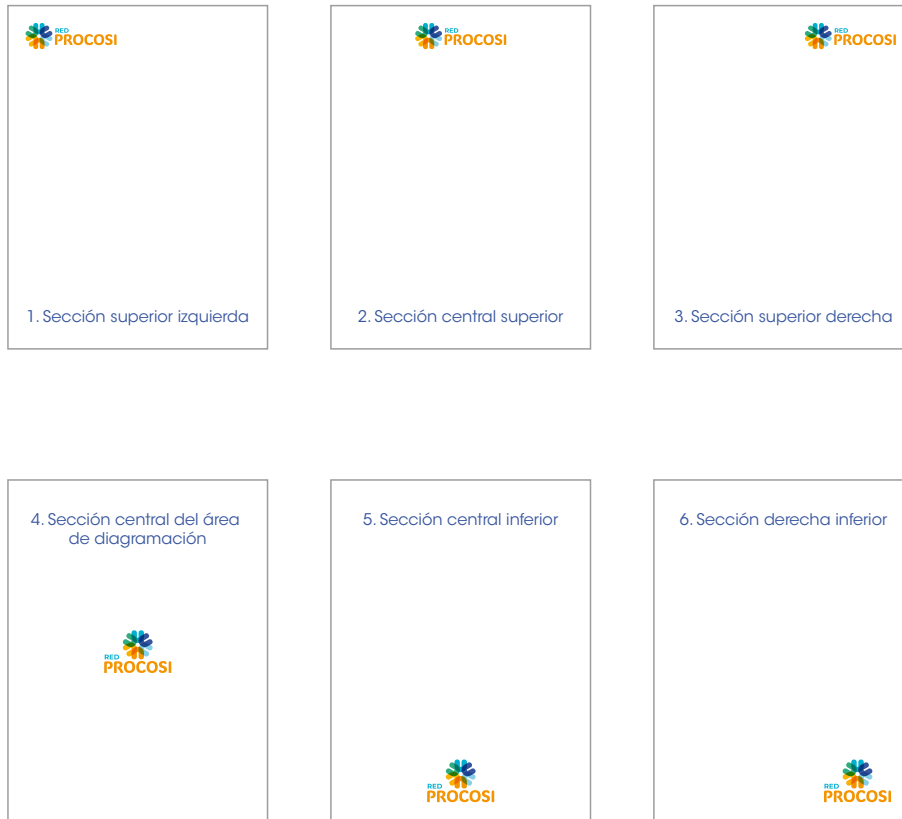 RED
PROCOSI
RED
PROCOSI
RED
PROCOSI
1. Sección superior izquierda
2. Sección central superior
3. Sección superior derecha
4. Sección central del área
de diagramación
5. Sección central inferior
6. Sección derecha inferior
RED
PROCOSI
RED
PROCOSI
RED
PROCOSI